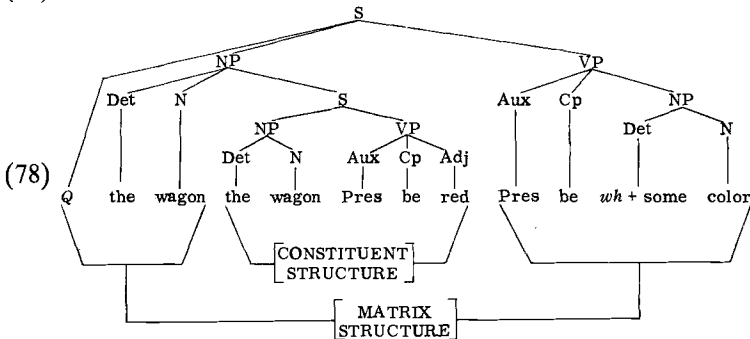 S
NP VP
Det N S Aux Cp NP
NP VP Det N
Det N Aux Cp Adj
(78)
Q the wagon the wagon Pres be red Pres be wh + some color
[CONSTITUENT
STRUCTURE]
[MATRIX
STRUCTURE]